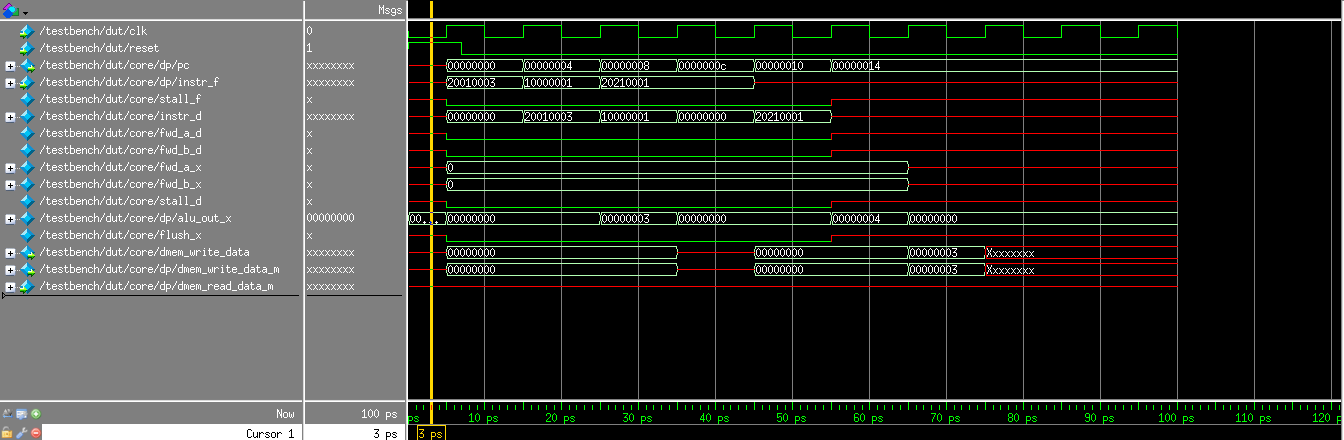 Msgs
/testbench/dut/clk 0
/testbench/dut/reset 1
/testbench/dut/core/dp/pc xxxxxxxx 00000000 00000004 00000008 0000000c 00000010 00000014
/testbench/dut/core/dp/instr_f xxxxxxxx 20010003 10000001 20210001
/testbench/dut/core/stall_f x
/testbench/dut/core/instr_d xxxxxxxx 00000000 20010003 10000001 00000000 20210001
/testbench/dut/core/fwd_a_d x
/testbench/dut/core/fwd_b_d x
/testbench/dut/core/fwd_a_x x 0
/testbench/dut/core/fwd_b_x x 0
/testbench/dut/core/stall_d x
/testbench/dut/core/dp/alu_out_x 00000000 00... 00000000 00000003 00000000 00000004 00000000
/testbench/dut/core/flush_x x
/testbench/dut/core/dmem_write_data xxxxxxxx 00000000 00000000 00000003 Xxxxxxxx
/testbench/dut/core/dp/dmem_write_data_m xxxxxxxx 00000000 00000000 00000003 Xxxxxxxx
/testbench/dut/core/dp/dmem_read_data_m xxxxxxxx
Now 100 ps ps 10 ps 20 ps 30 ps 40 ps 50 ps 60 ps 70 ps 80 ps 90 ps 100 ps 110 ps 120 p
Cursor 1 3 ps 3 ps